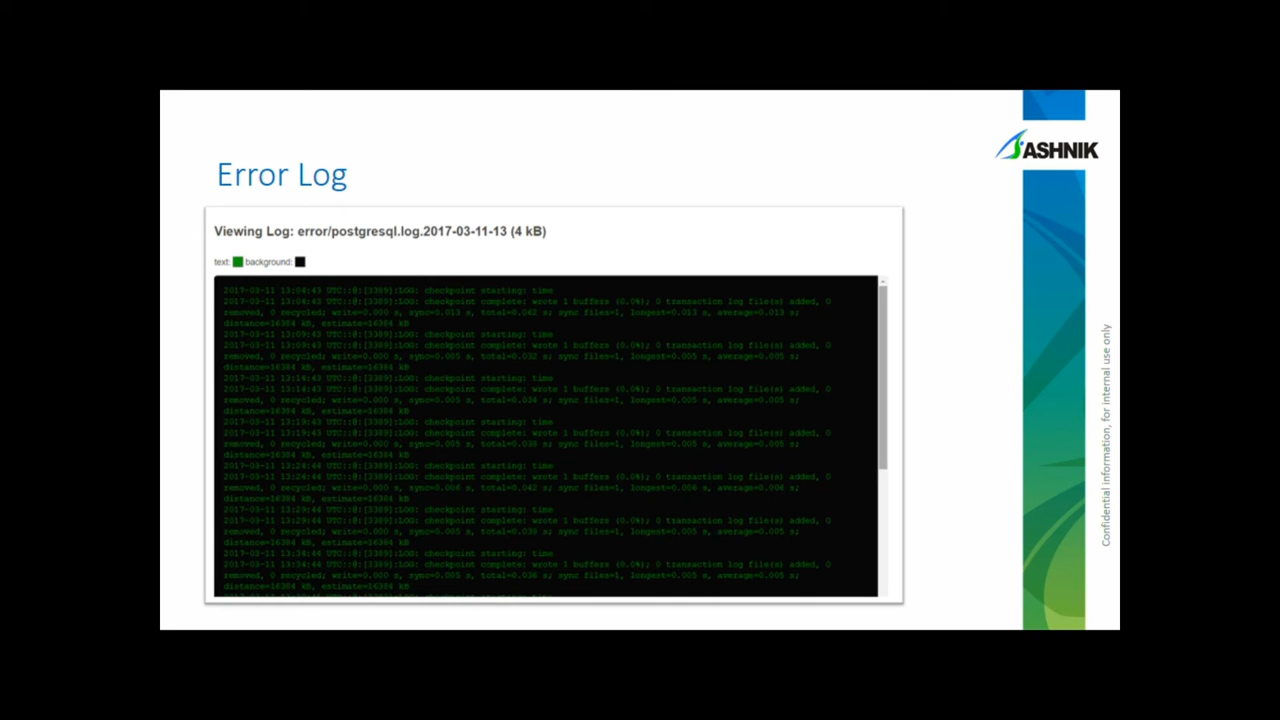 ASHNIK
Error Log
Viewing Log: error/postgresql.log.2017-03-11-13 (4 kB)
text: background:
2017-03-11 13:04:43 UTC::@:[3389]:LOG: checkpoint starting: time
2017-03-11 13:04:43 UTC::@:[3389]:LOG: checkpoint complete: wrote 1 buffers (0.0%); 0 transaction log file(s) added, 0
removed, 0 recycled; write=0.000 s, sync=0.013 s, total=0.042 s; sync files=1, longest=0.013 s, average=0.013 s;
distance=16384 kB, estimate=16384 kB
2017-03-11 13:09:43 UTC::@:[3389]:LOG: checkpoint starting: time
2017-03-11 13:09:43 UTC::@:[3389]:LOG: checkpoint complete: wrote 1 buffers (0.0%); 0 transaction log file(s) added, 0
removed, 0 recycled; write=0.000 s, sync=0.005 s, total=0.032 s; sync files=1, longest=0.005 s, average=0.005 s;
distance=16384 kB, estimate=16384 kB
2017-03-11 13:14:43 UTC::@:[3389]:LOG: checkpoint starting: time
2017-03-11 13:14:43 UTC::@:[3389]:LOG: checkpoint complete: wrote 1 buffers (0.0%); 0 transaction log file(s) added, 0
removed, 0 recycled; write=0.000 s, sync=0.005 s, total=0.034 s; sync files=1, longest=0.005 s, average=0.005 s;
distance=16384 kB, estimate=16384 kB
2017-03-11 13:19:43 UTC::@:[3389]:LOG: checkpoint starting: time
2017-03-11 13:19:43 UTC::@:[3389]:LOG: checkpoint complete: wrote 1 buffers (0.0%); 0 transaction log file(s) added, 0
removed, 0 recycled; write=0.000 s, sync=0.005 s, total=0.038 s; sync files=1, longest=0.005 s, average=0.005 s;
distance=16384 kB, estimate=16384 kB
2017-03-11 13:24:44 UTC::@:[3389]:LOG: checkpoint starting: time
2017-03-11 13:24:44 UTC::@:[3389]:LOG: checkpoint complete: wrote 1 buffers (0.0%); 0 transaction log file(s) added, 0
removed, 0 recycled; write=0.000 s, sync=0.006 s, total=0.042 s; sync files=1, longest=0.006 s, average=0.006 s;
distance=16384 kB, estimate=16384 kB
2017-03-11 13:29:44 UTC::@:[3389]:LOG: checkpoint starting: time
2017-03-11 13:29:44 UTC::@:[3389]:LOG: checkpoint complete: wrote 1 buffers (0.0%); 0 transaction log file(s) added, 0
removed, 0 recycled; write=0.000 s, sync=0.005 s, total=0.039 s; sync files=1, longest=0.005 s, average=0.005 s;
distance=16384 kB, estimate=16384 kB
2017-03-11 13:34:44 UTC::@:[3389]:LOG: checkpoint starting: time
2017-03-11 13:34:44 UTC::@:[3389]:LOG: checkpoint complete: wrote 1 buffers (0.0%); 0 transaction log file(s) added, 0
removed, 0 recycled; write=0.000 s, sync=0.005 s, total=0.036 s; sync files=1, longest=0.005 s, average=0.005 s;
distance=16384 kB, estimate=16384 kB
Confidential information, for internal use only